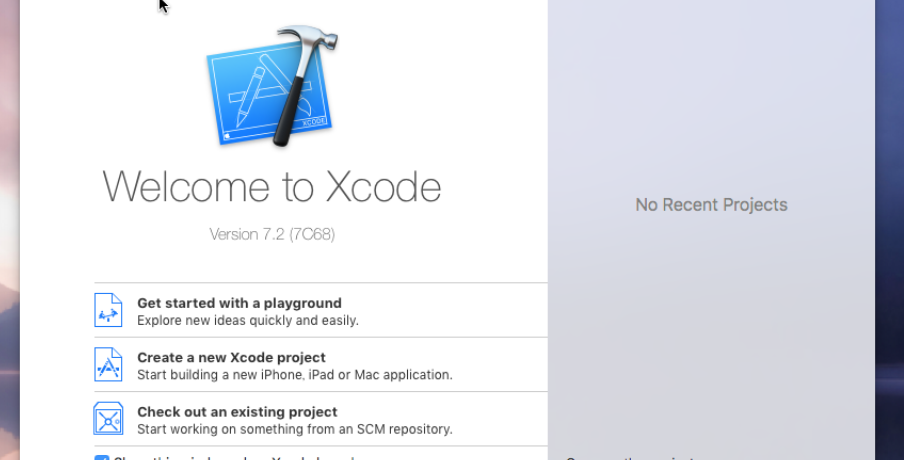 XCODE
Welcome to Xcode
Version 7.2 (7C68)
No Recent Projects
Get started with a playground
Explore new ideas quickly and easily.
Create a new Xcode project
Start building a new iPhone, iPad or Mac application.
Check out an existing project
Start working on something from an SCM repository.